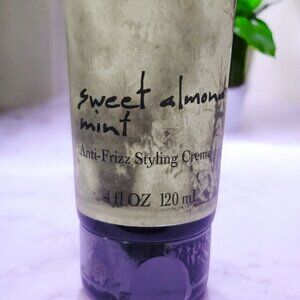 sweet almond
mint
Anti-Frizz Styling Creme
4 fl OZ 120 ml